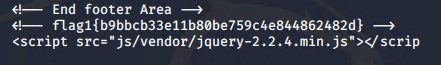 <!-- End footer Area -->
<!-- flag1{b9bbcb33e11b80be759c4e844862482d} -->
<script src="js/vendor/jquery-2.2.4.min.js"></scrip